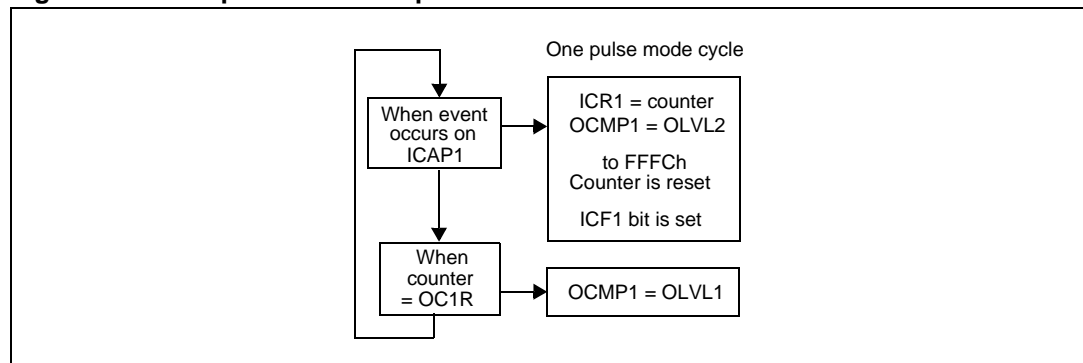 One pulse mode cycle
When event
occurs on
ICAP1
ICR1 = counter
OCMP1 = OLVL2
to FFFCh
Counter is reset
ICF1 bit is set
When
counter
= OC1R
OCMP1 = OLVL1